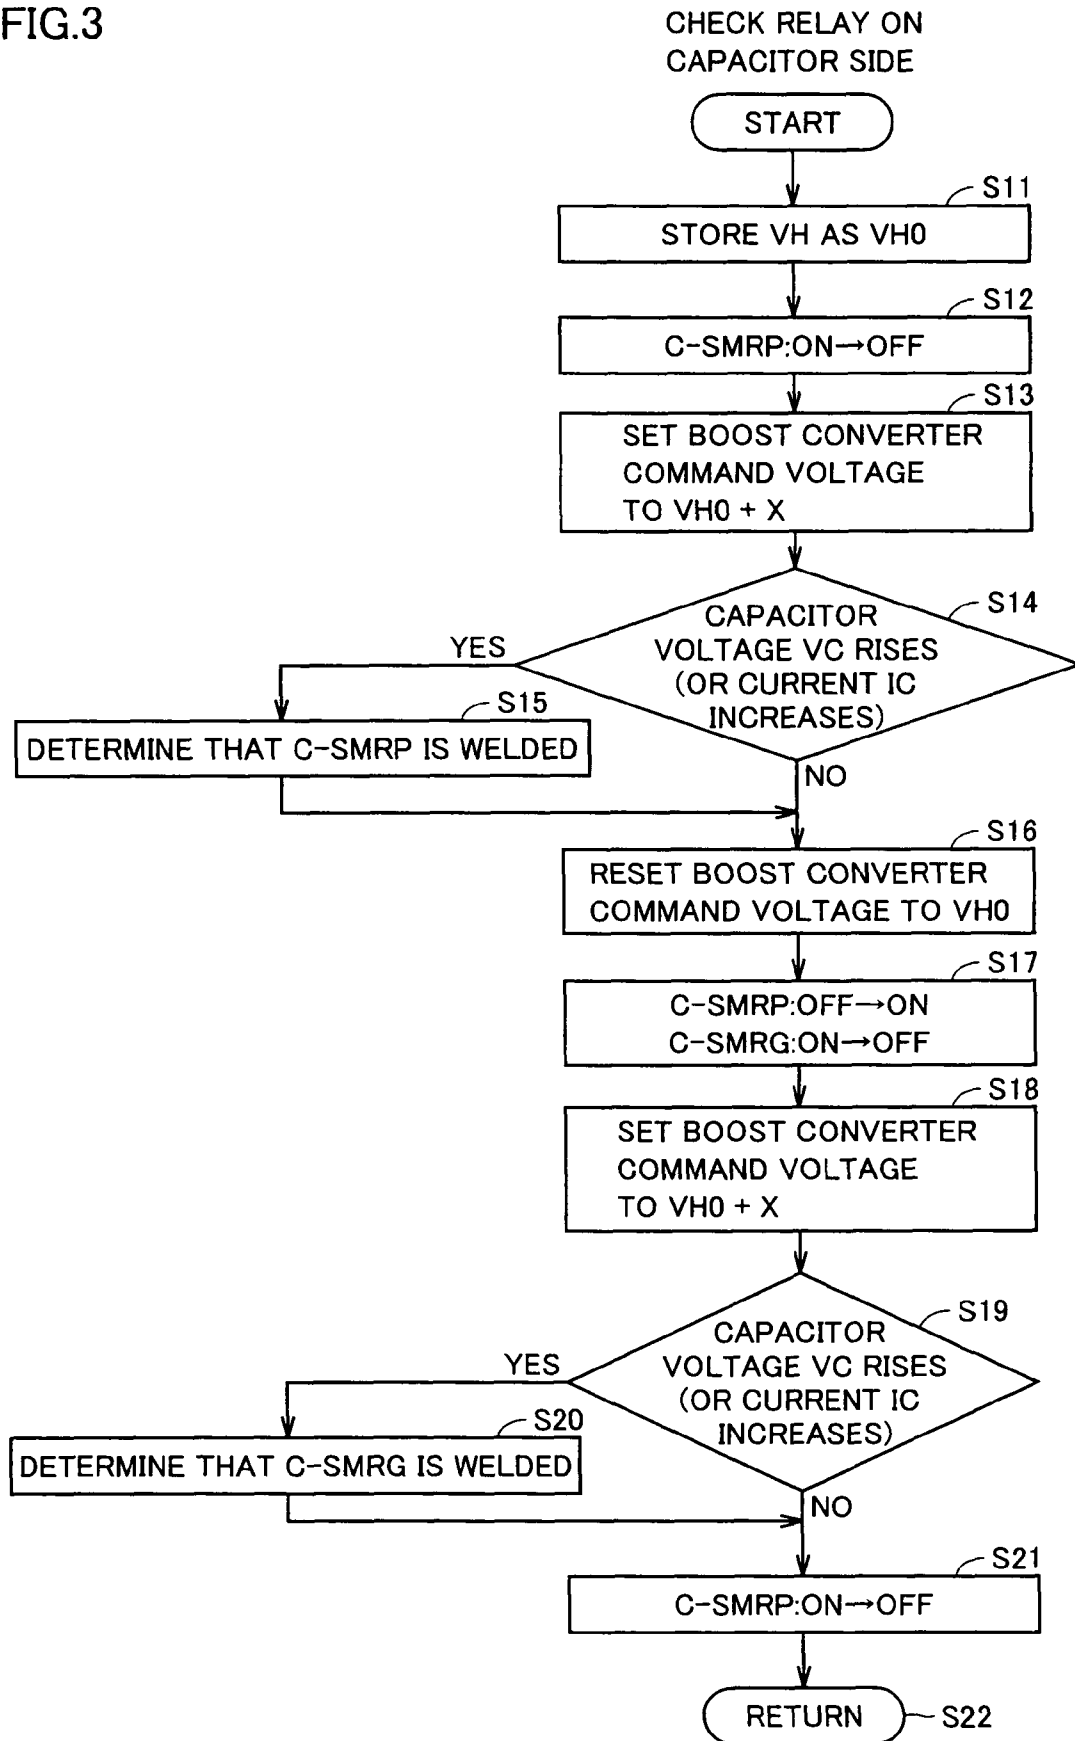 FIG.3
CHECK RELAY ON
CAPACITOR SIDE
START
S11
STORE VH AS VH0
S12
C-SMRP:ON→OFF
S13
SET BOOST CONVERTER
COMMAND VOLTAGE
TO VH0 + X
S14
CAPACITOR
VOLTAGE VC RISES
(OR CURRENT IC
INCREASES)
YES
S15
DETERMINE THAT C-SMRP IS WELDED
NO
S16
RESET BOOST CONVERTER
COMMAND VOLTAGE TO VH0
S17
C-SMRP:OFF→ON
C-SMRG:ON→OFF
S18
SET BOOST CONVERTER
COMMAND VOLTAGE
TO VH0 + X
S19
CAPACITOR
VOLTAGE VC RISES
(OR CURRENT IC
INCREASES)
YES
S20
DETERMINE THAT C-SMRG IS WELDED
NO
S21
C-SMRP:ON→OFF
RETURN
S22